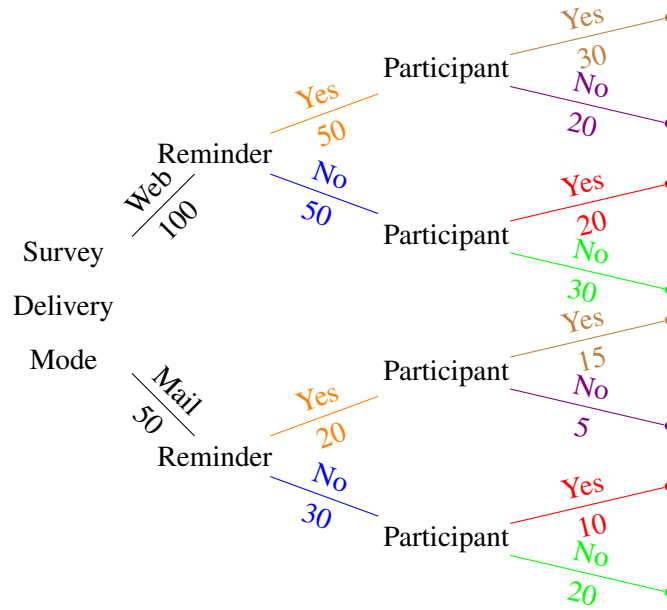 Survey
Delivery
Mode
Web
100
Reminder
Yes
50
Participant
Yes
30
No
20
No
50
Participant
Yes
20
No
30
Mail
50
Reminder
Yes
20
Participant
Yes
15
No
5
No
30
Participant
Yes
10
No
20